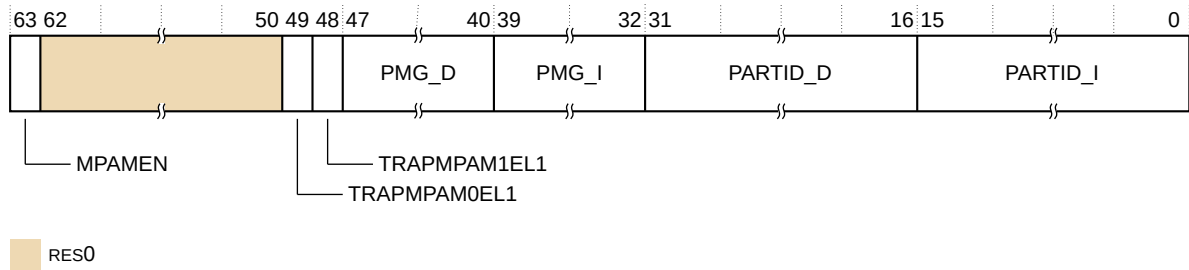 63 62 50 49 48 47 40 39 32 31 16 15 0
PMG_D PMG_I PARTID_D PARTID_I
MPAMEN TRAPMPAM1EL1
TRAPMPAM0EL1
RES0